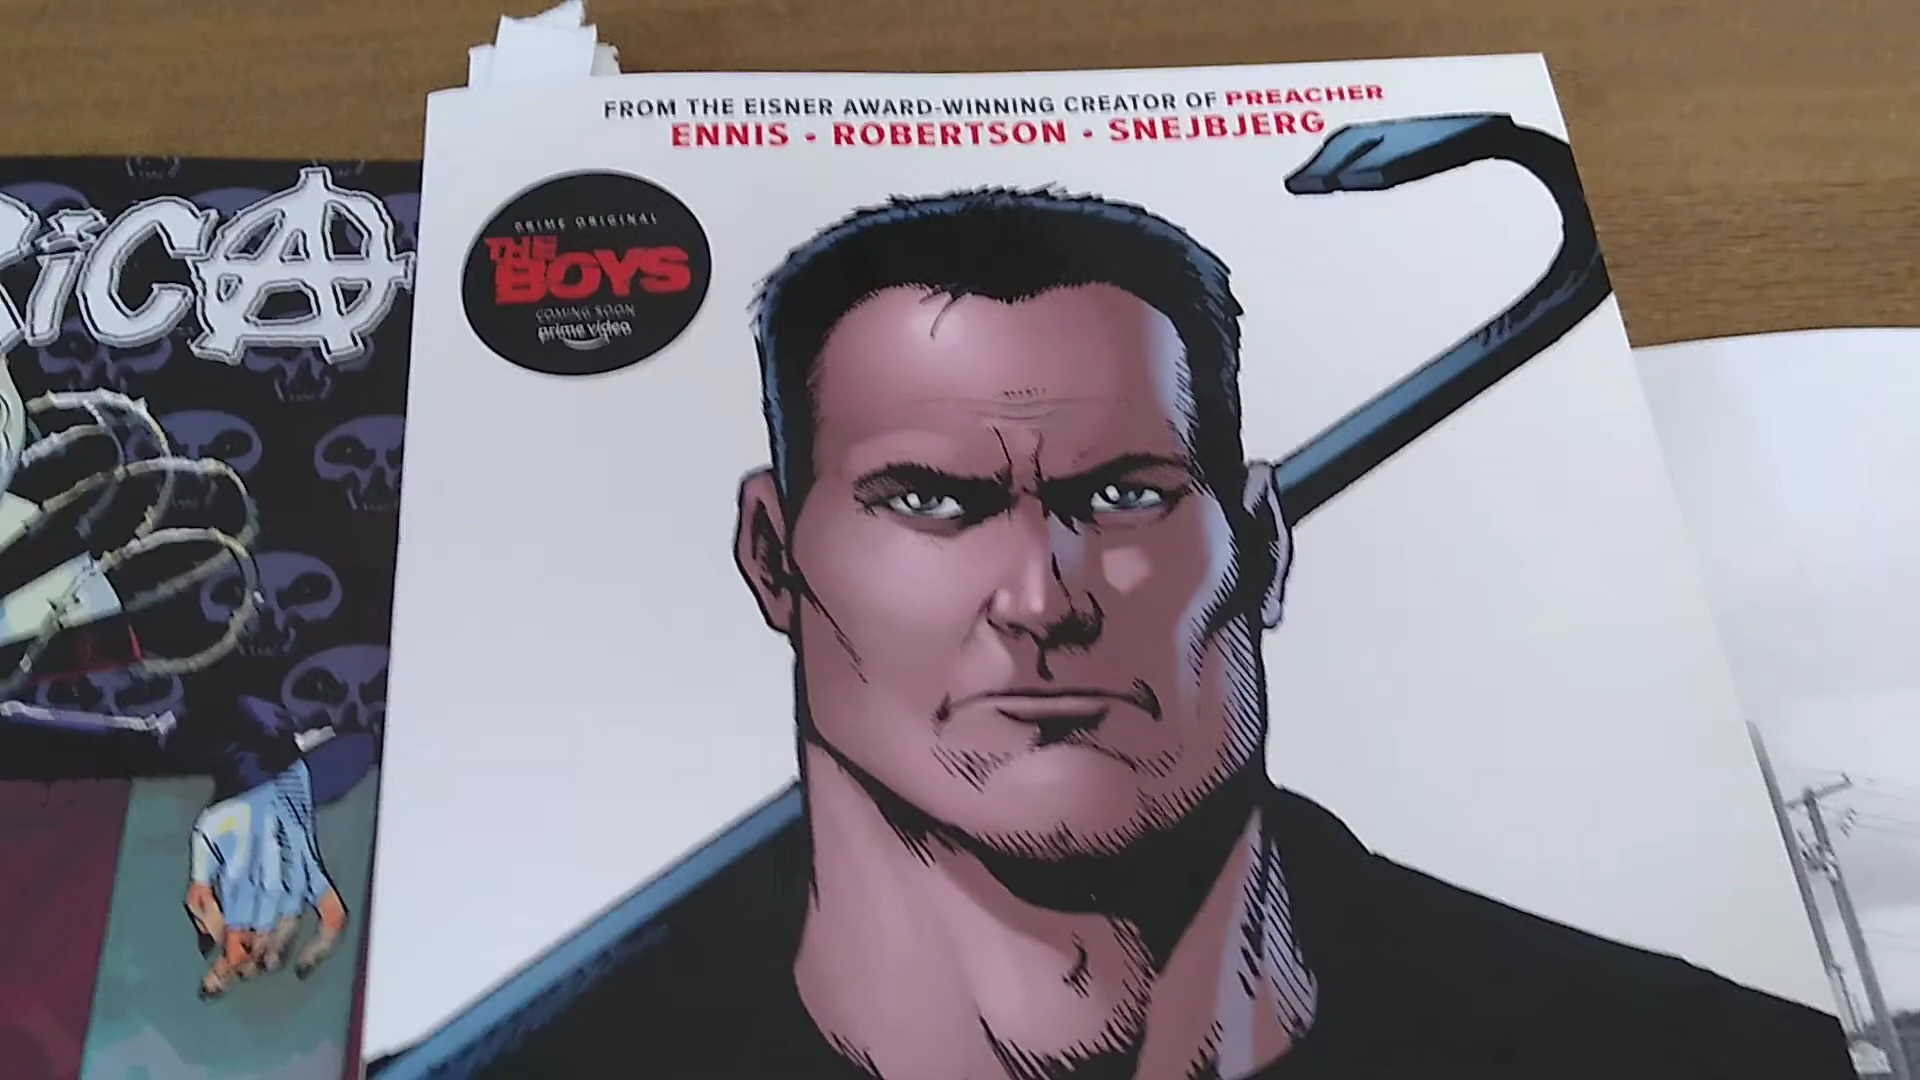 FROM THE EISNER AWARD-WINNING CREATOR OF PREACHER
ENNIS • ROBERTSON • SNEJBJERG
PRIME ORIGINAL
THE
BOYS
COMING SOON
prime video
RiCA